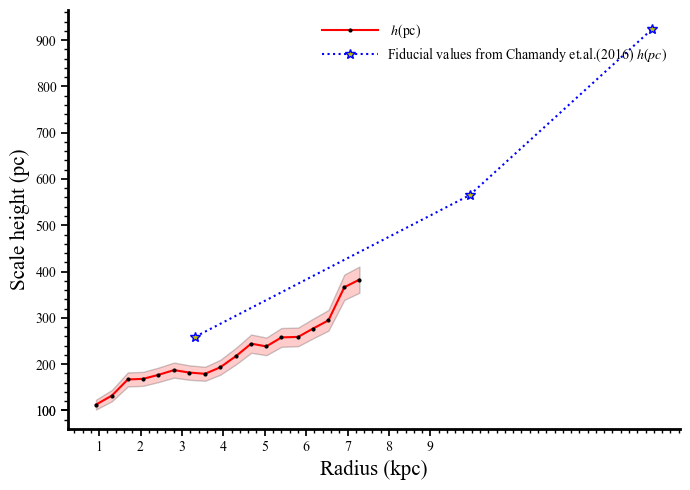 h(pc)
Fiducial values from Chamandy et.al.(2016) h(pc)
900
800
700
600
500
400
300
200
100
Scale height (pc)
1 2 3 4 5 6 7 8 9
Radius (kpc)